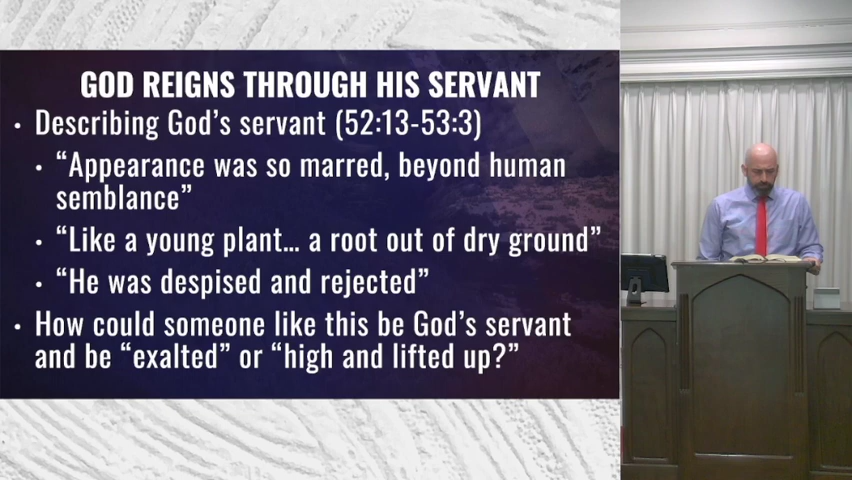 GOD REIGNS THROUGH HIS SERVANT
• Describing God's servant (52:13-53:3)
• “Appearance was so marred, beyond human
semblance”
• “Like a young plant... a root out of dry ground”
• “He was despised and rejected”
• How could someone like this be God's servant
and be “exalted” or “high and lifted up?”